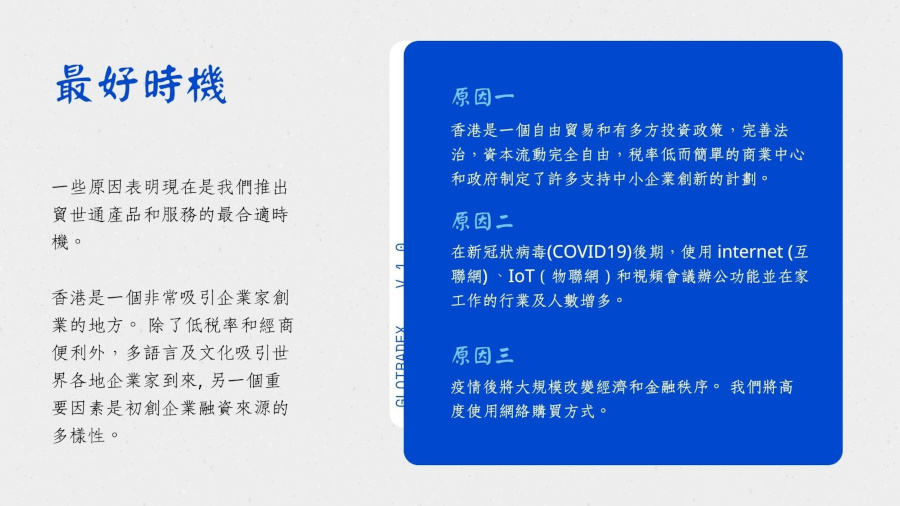 最好時機
一些原因表明現在是我們推出
貿世通產品和服務的最合適時
機。
香港是一個非常吸引企業家創
業的地方。 除了低稅率和經商
便利外，多語言及文化吸引世
界各地企業家到來, 另一個重
要因素是初創企業融資來源的
多樣性。
GLOTRADEX V 1.0
原因一
香港是一個自由貿易和有多方投資政策，完善法
治，資本流動完全自由，稅率低而簡單的商業中心
和政府制定了許多支持中小企業創新的計劃。
原因二
在新冠狀病毒(COVID19)後期，使用 internet (互
聯網) 、IoT ( 物聯網 ) 和視頻會議辦公功能並在家
工作的行業及人數增多。
原因三
疫情後將大規模改變經濟和金融秩序。 我們將高
度使用網絡購買方式。